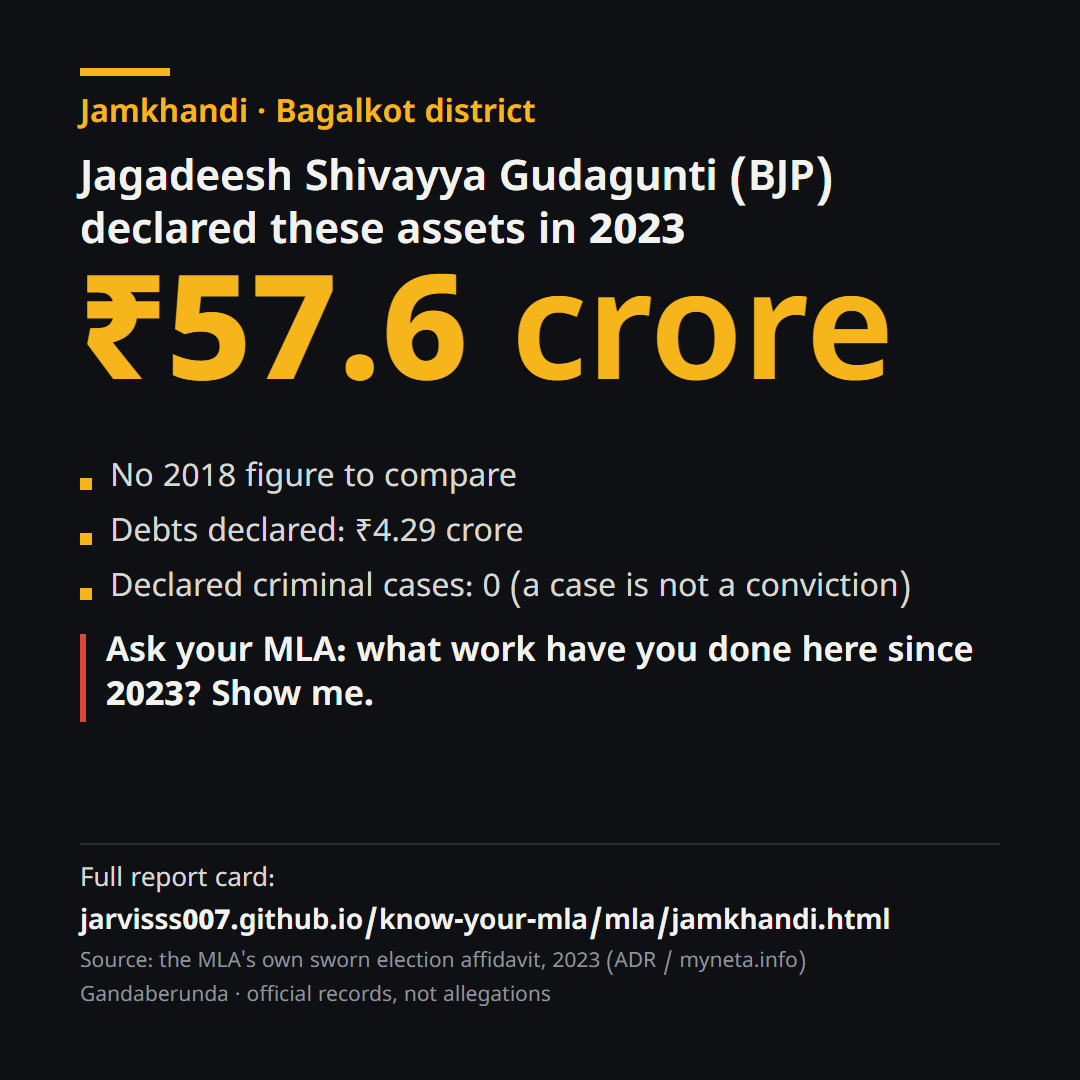 Jamkhandi · Bagalkot district
Jagadeesh Shivayya Gudagunti (BJP)
declared these assets in 2023
₹57.6 crore
No 2018 figure to compare
Debts declared: ₹4.29 crore
Declared criminal cases: 0 (a case is not a conviction)
Ask your MLA: what work have you done here since
2023? Show me.
Full report card:
jarvisss007.github.io/know-your-mla/mla/jamkhandi.html
Source: the MLA's own sworn election affidavit, 2023 (ADR / myneta.info)
Gandaberunda · official records, not allegations